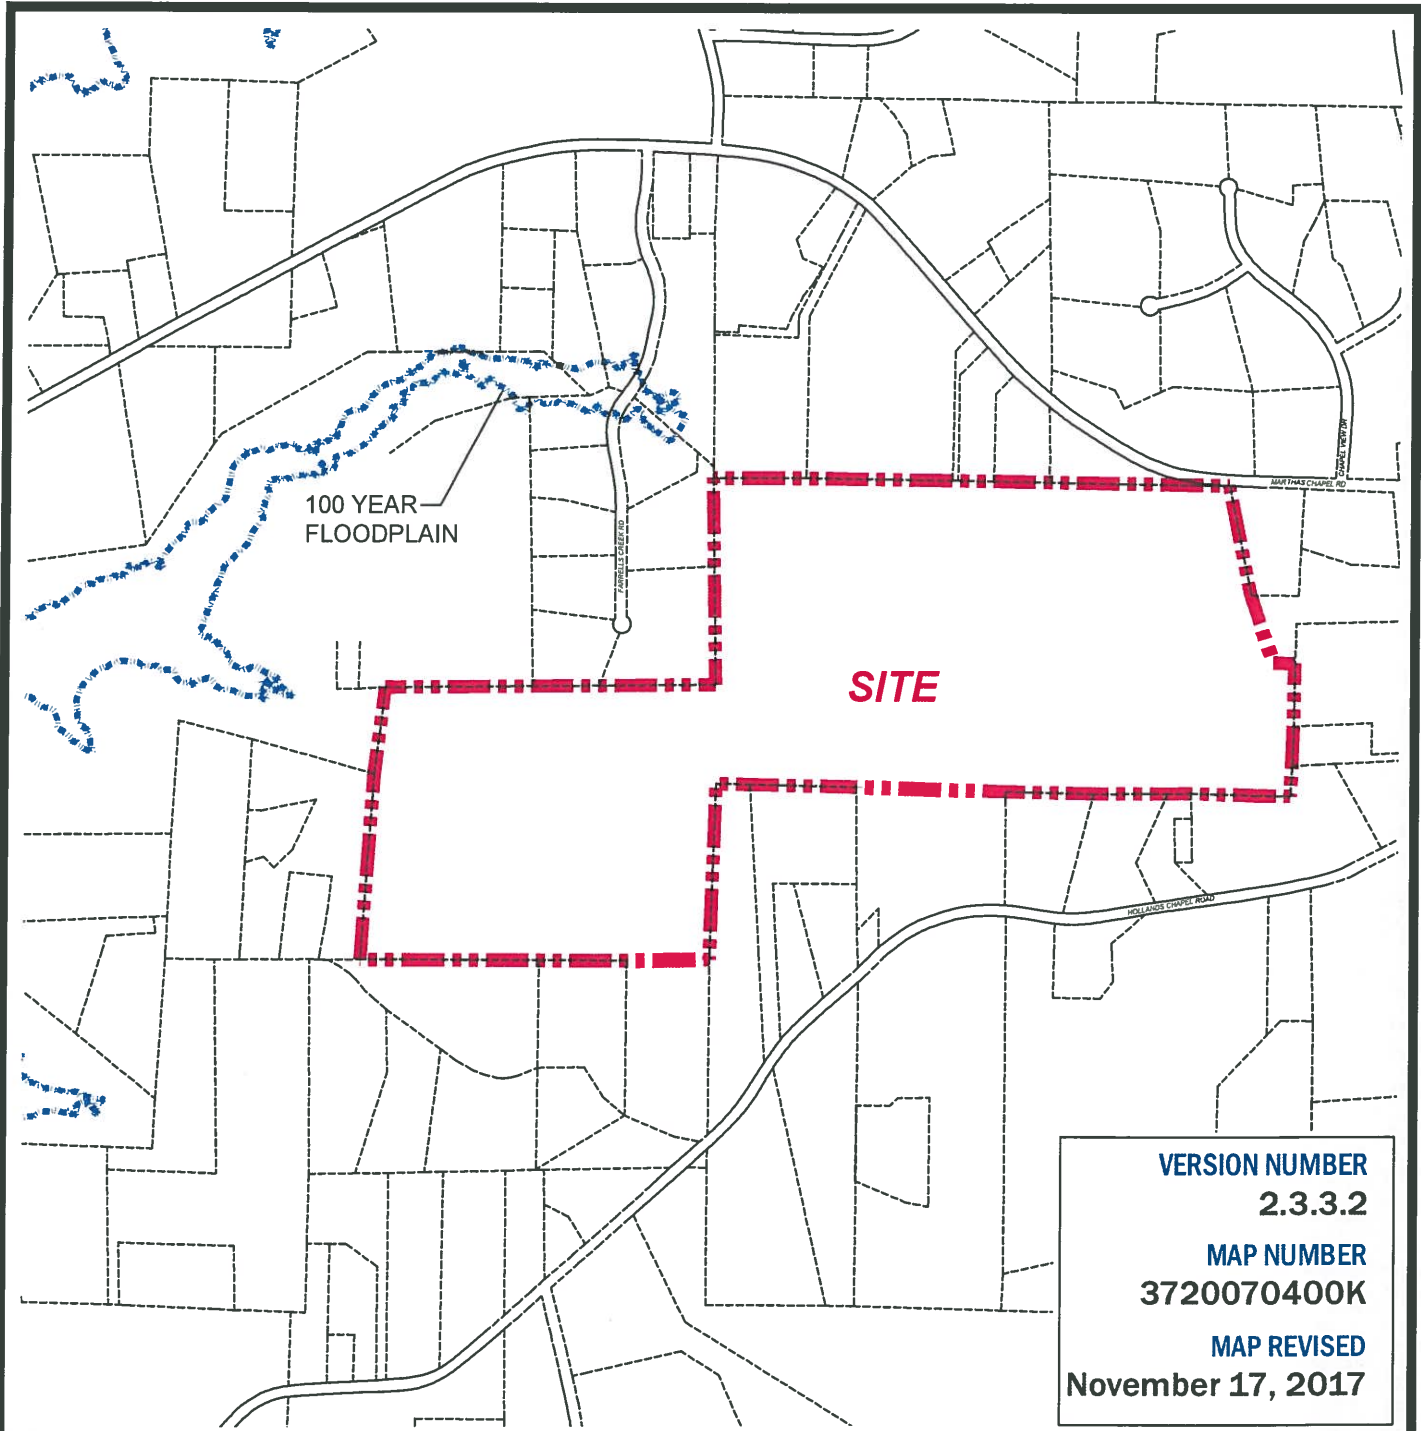 CHAPEL VIEW DR
MARTHAS CHAPEL RD
100 YEAR
FLOODPLAIN
FARRELLS CREEK RD
SITE
HOLLANDS CHAPEL ROAD
VERSION NUMBER
2.3.3.2
MAP NUMBER
3720070400K
MAP REVISED
November 17, 2017